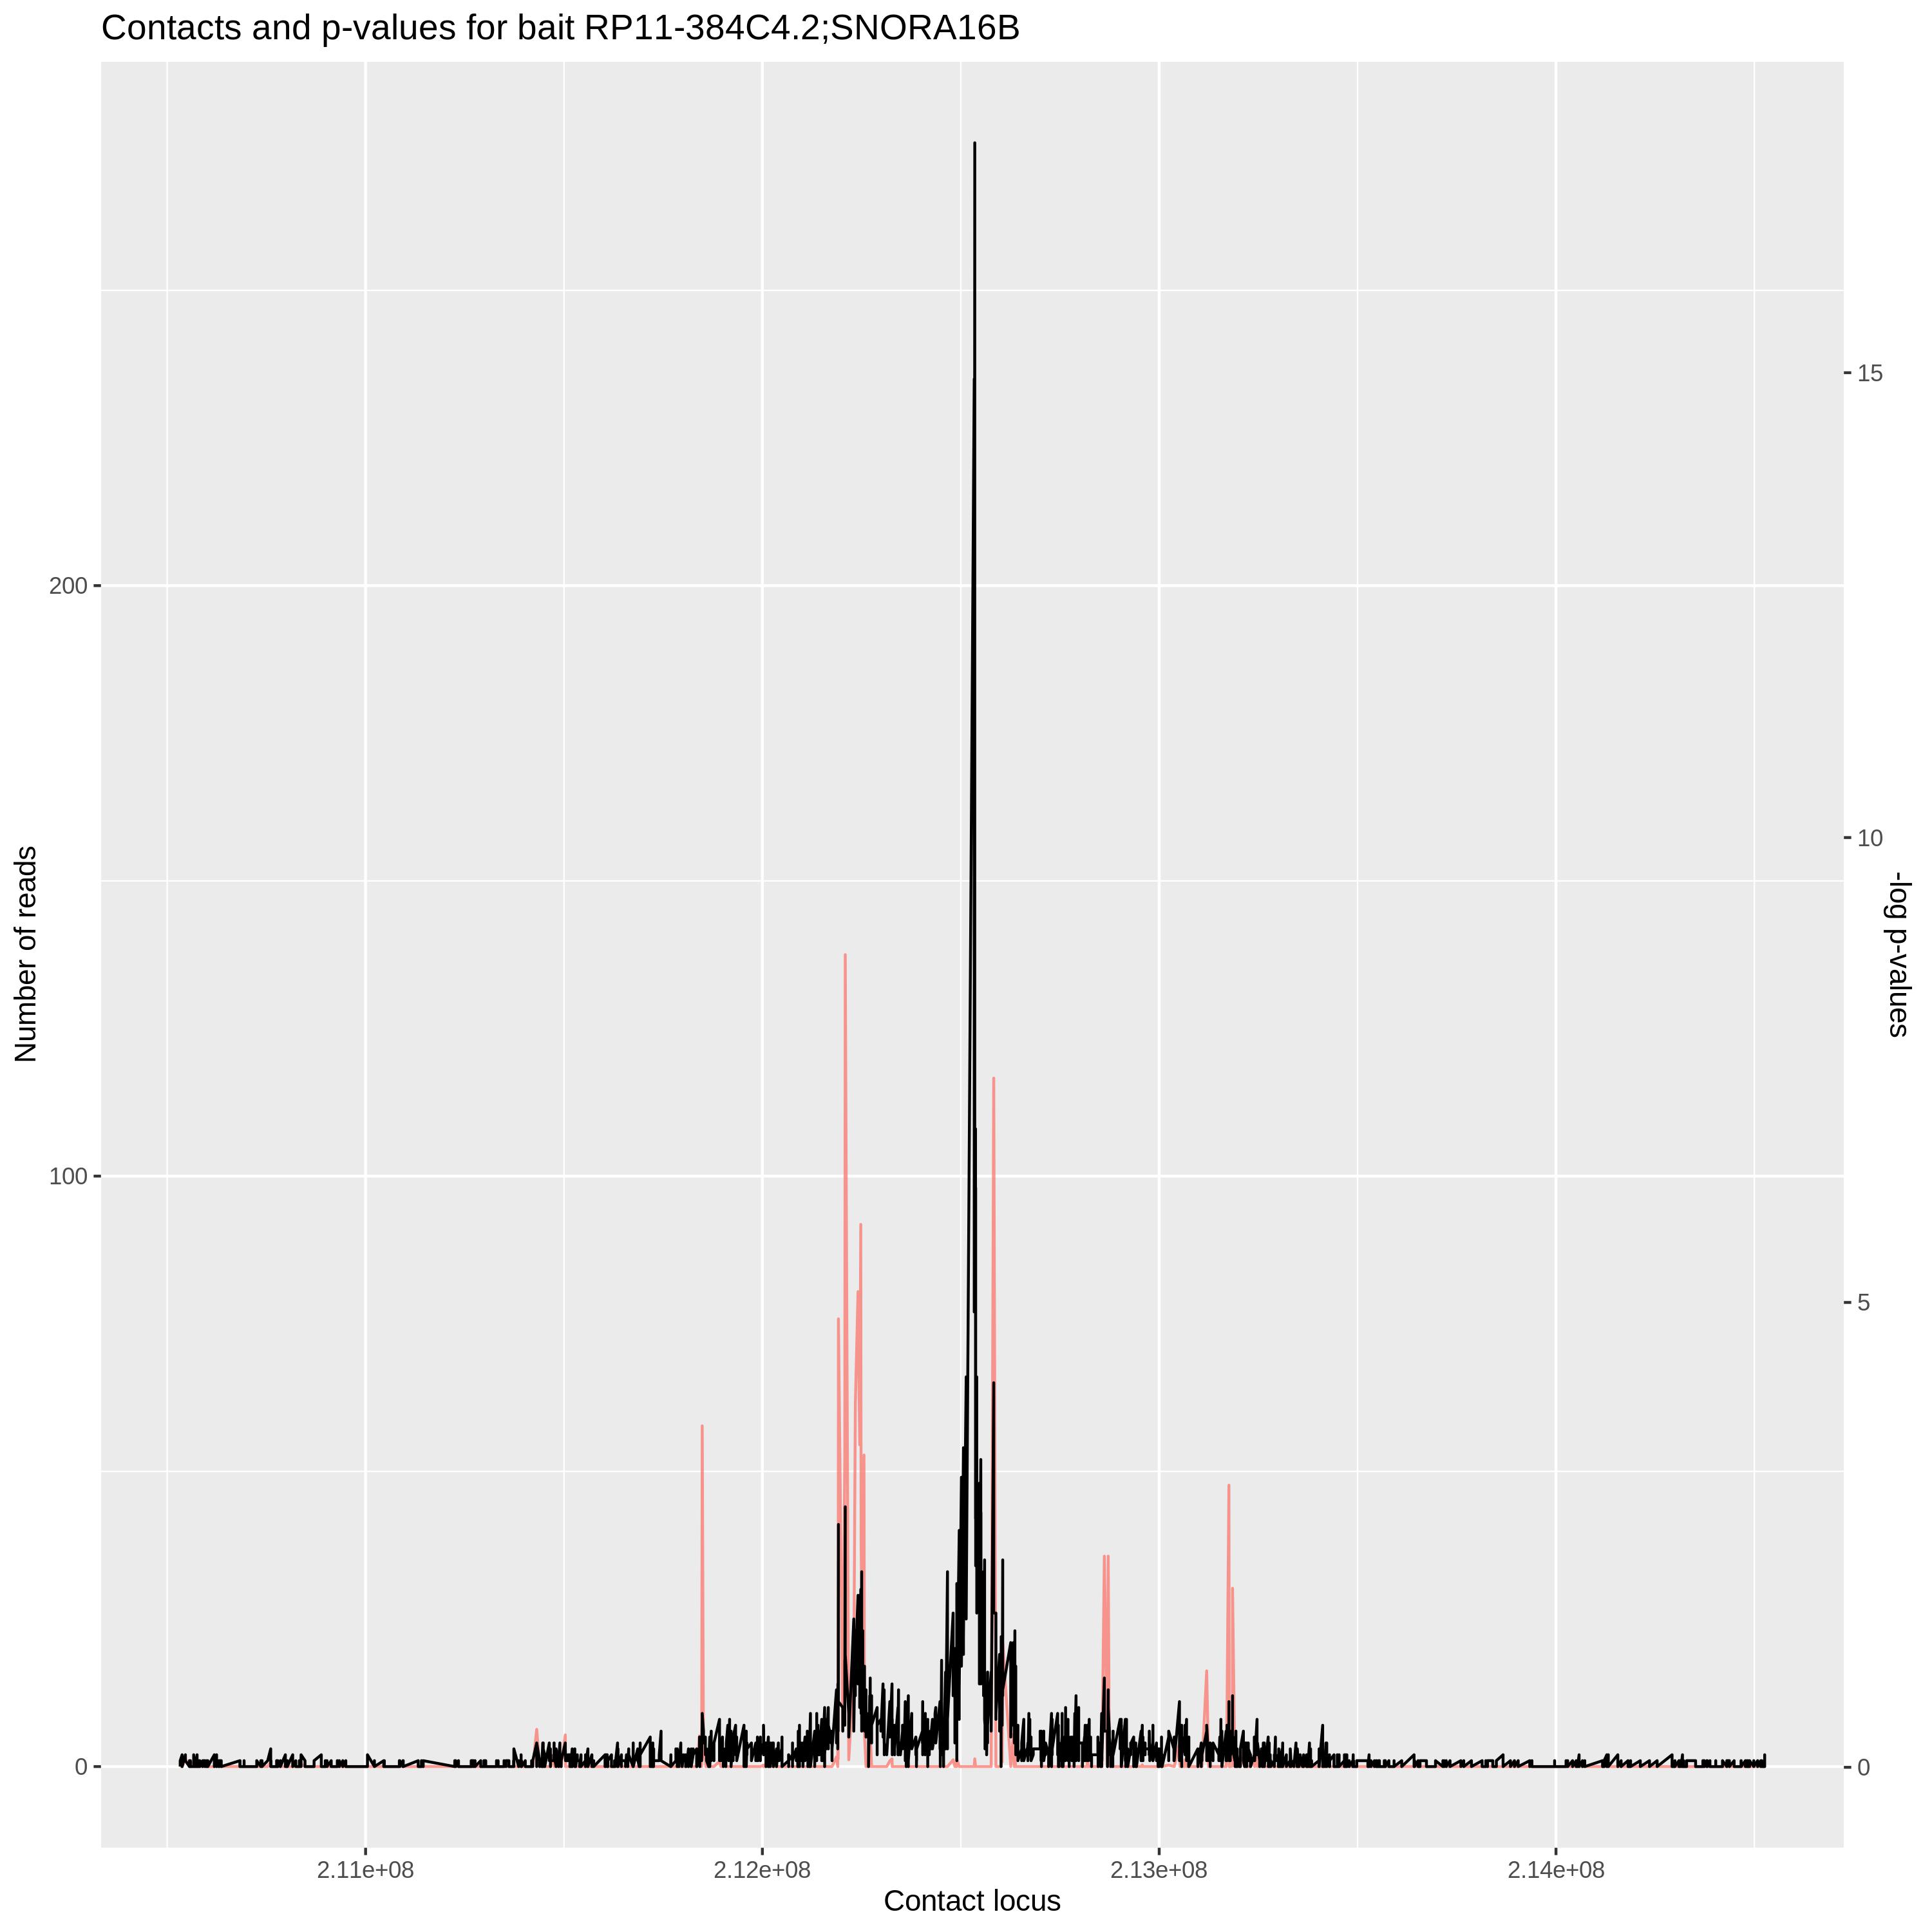 Contacts and p-values for bait RP11-384C4.2;SNORA16B
Number of reads
200
100
0
15
10
5
0
-log p-values
2.11e+08
2.12e+08
2.13e+08
2.14e+08
Contact locus